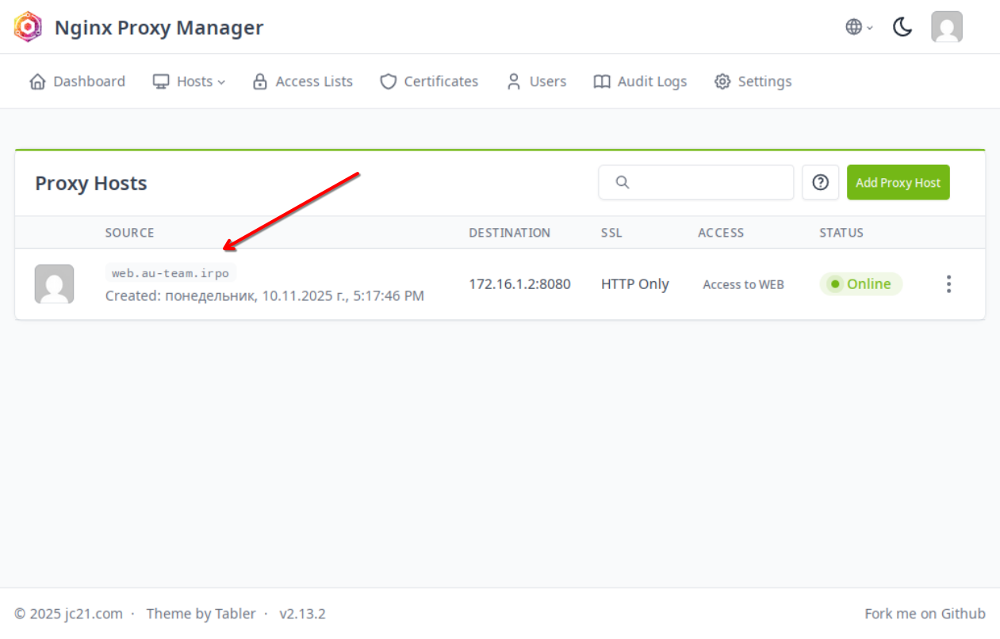 Nginx Proxy Manager
Dashboard Hosts Access Lists Certificates Users Audit Logs Settings
Proxy Hosts
Add Proxy Host
SOURCE DESTINATION SSL ACCESS STATUS
web.au-team.irpo
Created: понедельник, 10.11.2025 г., 5:17:46 PM
172.16.1.2:8080 HTTP Only Access to WEB Online
© 2025 jc21.com · Theme by Tabler · v2.13.2
Fork me on Github